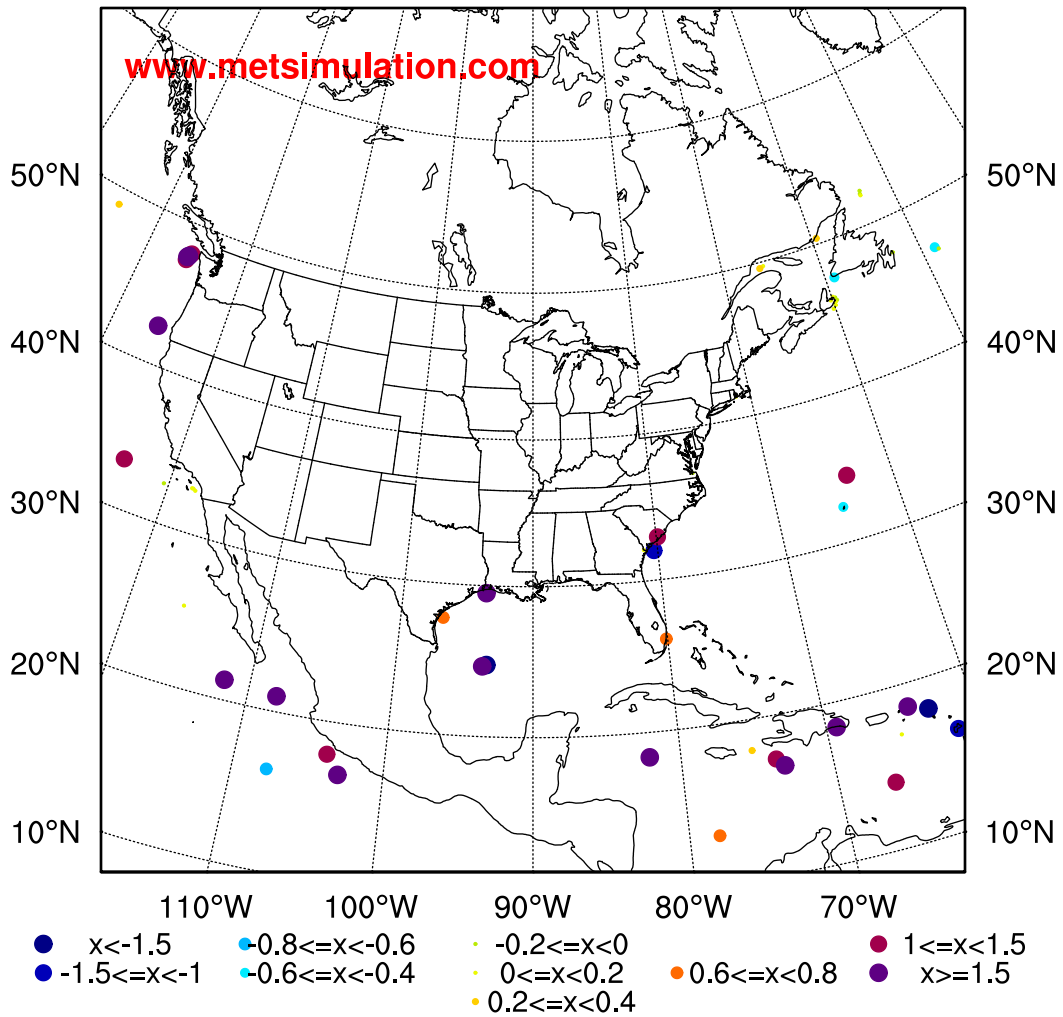 www.metsimulation.com
50°N 50°N
40°N 40°N
30°N 30°N
20°N 20°N
10°N 10°N
110°W 100°W 90°W 80°W 70°W
x<-1.5 -0.8<=x<-0.6 -0.2<=x<0 1<=x<1.5
-1.5<=x<-1 -0.6<=x<-0.4 0<=x<0.2 0.6<=x<0.8 x>=1.5
0.2<=x<0.4